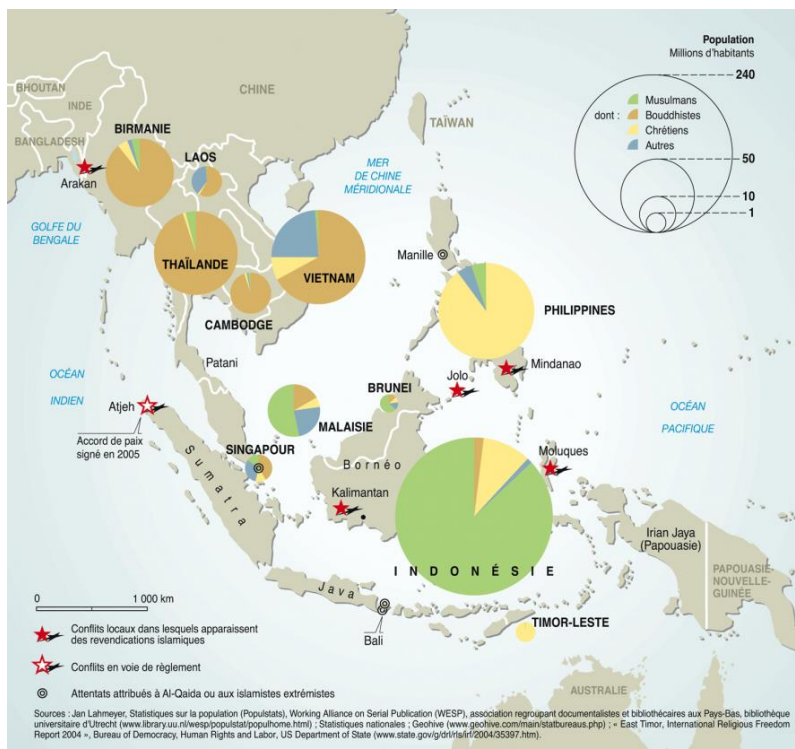 Population
Millions d'habitants
240
Musulmans
dont :
Bouddhistes
Chrétiens
Autres
50
10
1
CHINE
BHOUTAN
INDE
BANGLADESH
TAÏWAN
BIRMANIE
LAOS
Arakan
MER
DE CHINE
MÉRIDIONALE
GOLFE DU
BENGALE
Manille
THAÏLANDE
VIETNAM
CAMBODGE
PHILIPPINES
Patani
Mindanao
Jolo
BRUNEI
OCÉAN
INDIEN
Atjeh
MALAISIE
OCÉAN
PACIFIQUE
Accord de paix
signé en 2005
SINGAPOUR
Bornéo
Moluques
Sumatra
Kalimantan
Irian Jaya
(Papouasie)
INDONÉSIE
PAPOUASIE-
NOUVELLE-
GUINÉE
Java
0 1 000 km
TIMOR-LESTE
Bali
Conflits locaux dans lesquels apparaissent
des revendications islamiques
Conflits en voie de règlement
Attentats attribués à Al-Qaida ou aux islamistes extrémistes
AUSTRALIE
Sources : Jan Lahmeyer, Statistiques sur la population (Populstats), Working Alliance on Serial Publication (WESP), association regroupant documentalistes et bibliothécaires aux Pays-Bas, bibliothèque
universitaire d'Utrecht (www.library.uu.nl/wesp/populstat/populhome.html) ; Statistiques nationales ; Geohive (www.geohive.com/main/statbureaus.php) ; « East Timor, International Religious Freedom
Report 2004 », Bureau of Democracy, Human Rights and Labor, US Department of State (www.state.gov/g/drl/rls/irf/2004/35397.htm).